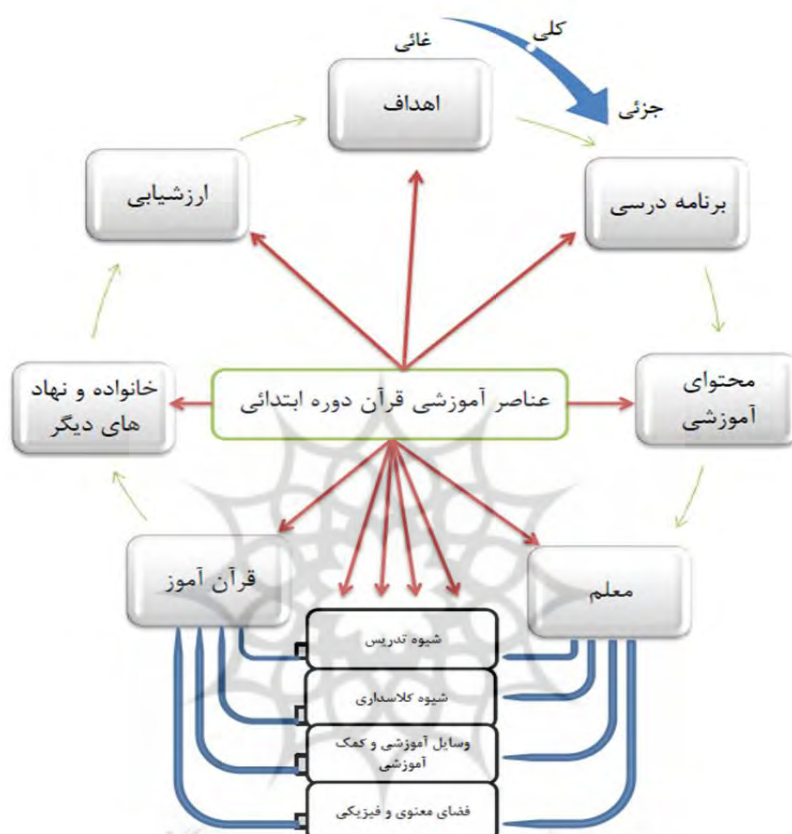 کلی
غائی
جزئی
اهداف
ارزشیابی
برنامه درسی
خانواده و نهاد
های دیگر
عناصر آموزشی قرآن دوره ابتدائی
محتوای
آموزشی
قرآن آموز
معلم
شیوه تدریس
شیوه کلاسداری
وسایل آموزشی و کمک
آموزشی
فضای معنوی و فیزیکی